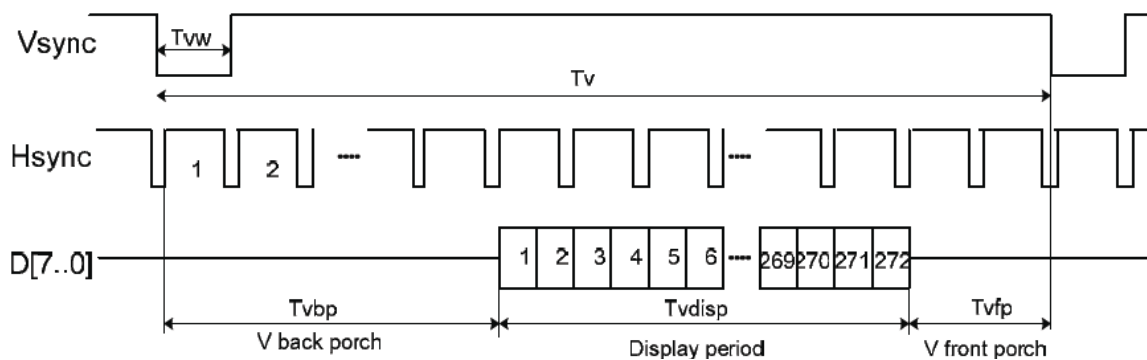 Vsync
Tvw
Tv
Hsync
1 2 ....
....
D[7..0]
1 2 3 4 5 6 .... 269 270 271 272
Tvbp Tvdisp Tvfp
V back porch Display period V front porch